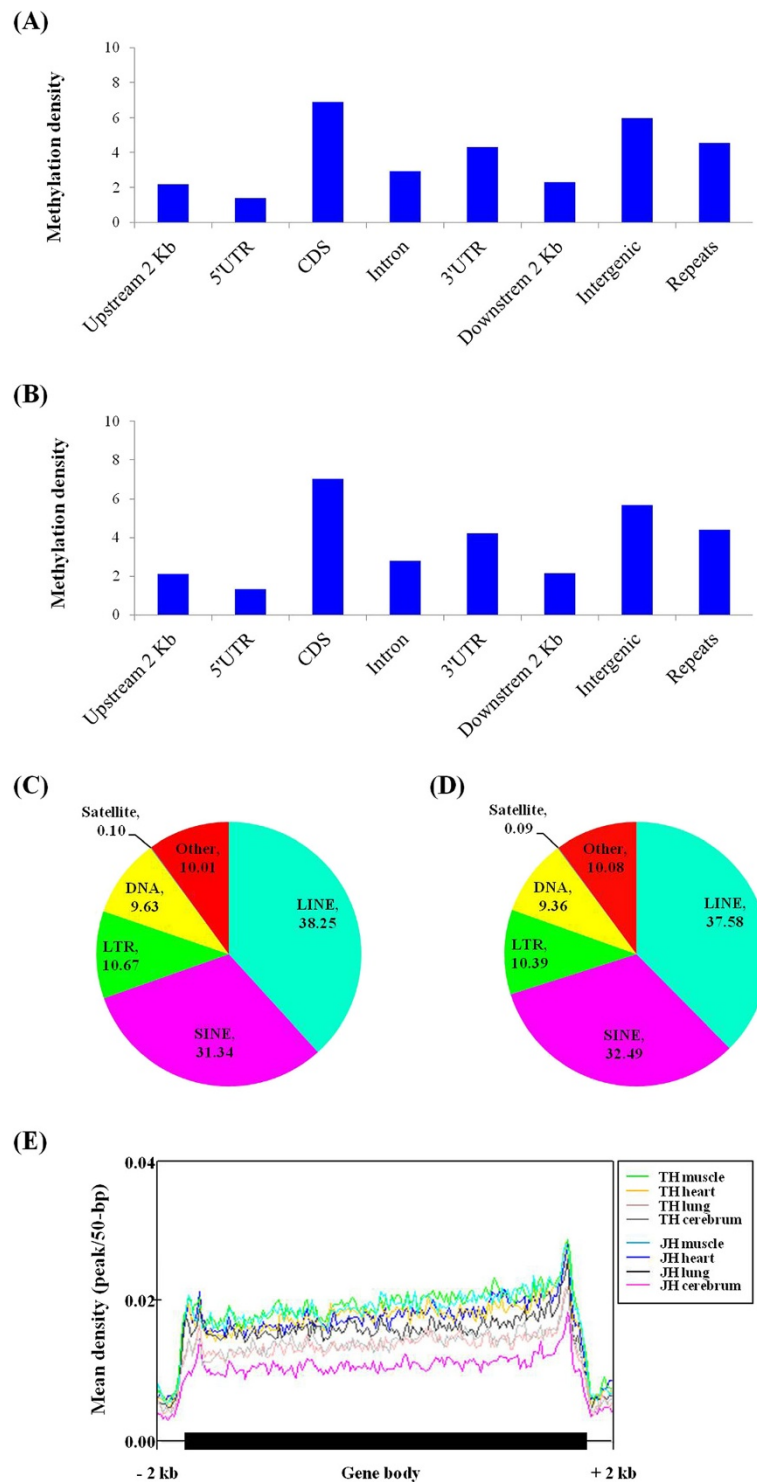 (A)
Methylation density
10
8
6
4
2
0
Upstream 2 Kb
5'UTR
CDS
Intron
3'UTR
Downstrem 2 Kb
Intergenic
Repeats
(B)
Methylation density
10
8
6
4
2
0
Upstream 2 Kb
5'UTR
CDS
Intron
3'UTR
Downstrem 2 Kb
Intergenic
Repeats
(C)
Satellite,
0.10
Other,
10.01
DNA,
9.63
LTR,
10.67
SINE,
31.34
LINE,
38.25
(D)
Satellite,
0.09
Other,
10.08
DNA,
9.36
LTR,
10.39
SINE,
32.49
LINE,
37.58
(E)
Mean density (peak/50-bp)
0.04
0.02
0.00
- 2 kb
Gene body
+ 2 kb
TH muscle
TH heart
TH lung
TH cerebrum
JH muscle
JH heart
JH lung
JH cerebrum